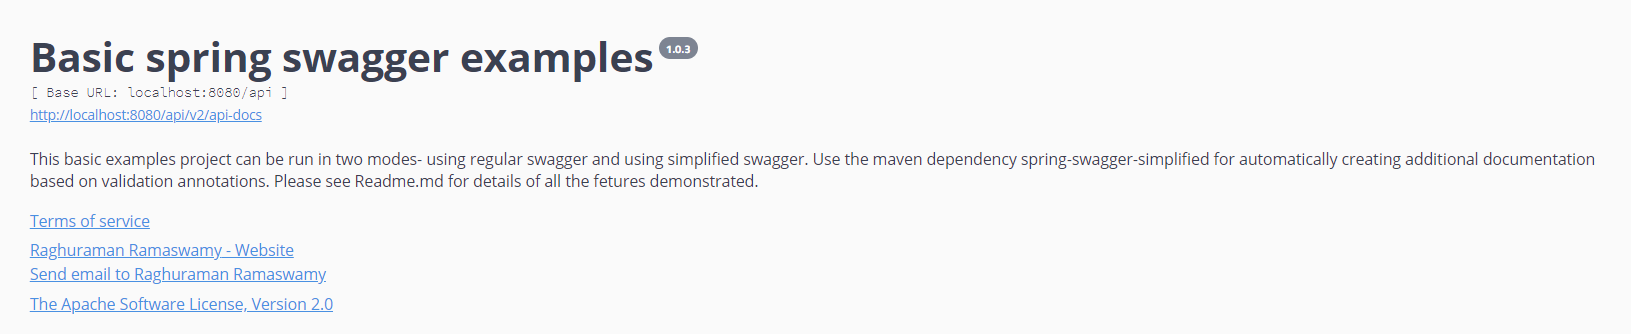 Basic spring swagger examples 1.0.3
[ Base URL: localhost:8080/api ]
http://localhost:8080/api/v2/api-docs
This basic examples project can be run in two modes- using regular swagger and using simplified swagger. Use the maven dependency spring-swagger-simplified for automatically creating additional documentation
based on validation annotations. Please see Readme.md for details of all the fetures demonstrated.
Terms of service
Raghuraman Ramaswamy - Website
Send email to Raghuraman Ramaswamy
The Apache Software License, Version 2.0